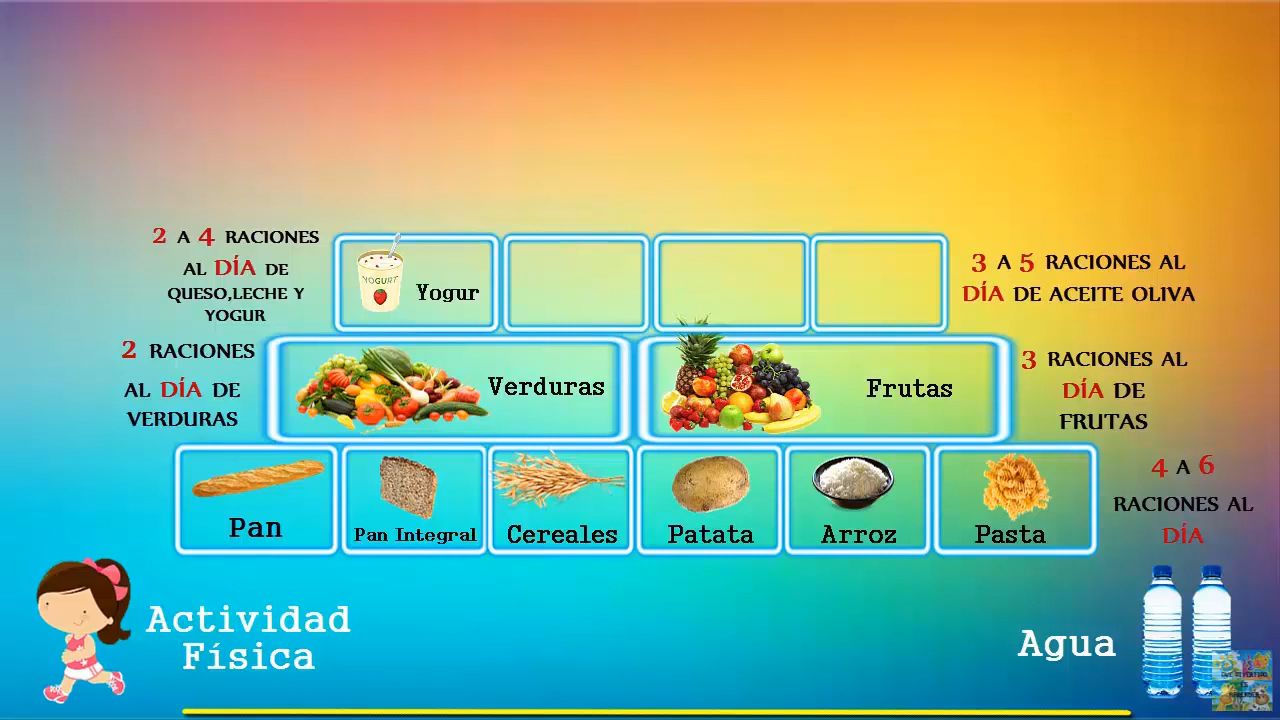 2 A 4 RACIONES
AL DÍA DE
QUESO,LECHE Y
YOGUR
YOGURT
Yogur
3 A 5 RACIONES AL
DÍA DE ACEITE OLIVA
2 RACIONES
AL DÍA DE
VERDURAS
Verduras
Frutas
3 RACIONES AL
DÍA DE
FRUTAS
Pan
Pan Integral
Cereales
Patata
Arroz
Pasta
4 A 6
RACIONES AL
DÍA
Actividad
Física
Agua